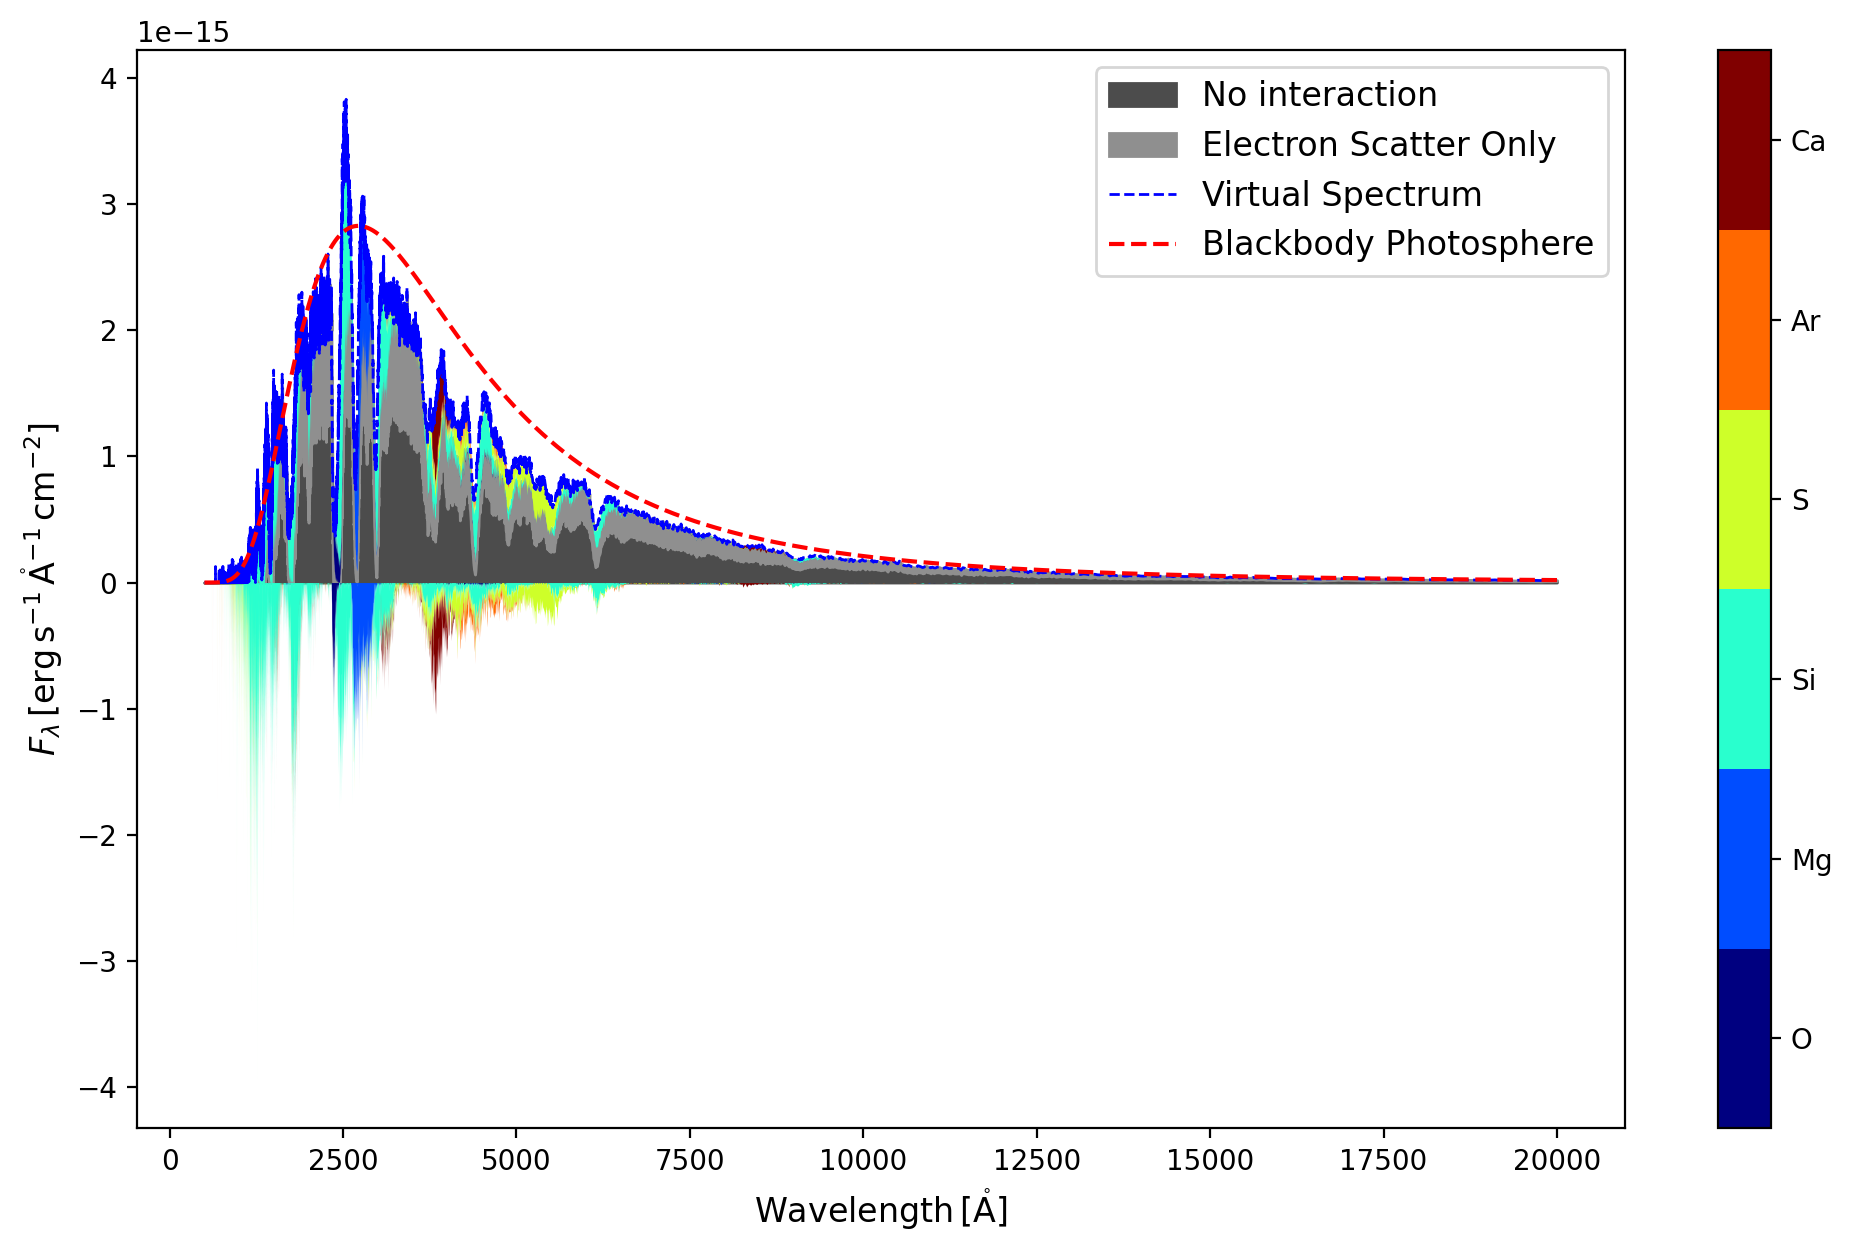 1e−15
4
3
2
1
0
−1
−2
−3
−4
F_λ [erg s⁻¹ Å⁻¹ cm⁻²]
0 2500 5000 7500 10000 12500 15000 17500 20000
Wavelength [Å]
No interaction
Electron Scatter Only
Virtual Spectrum
Blackbody Photosphere
Ca
Ar
S
Si
Mg
O